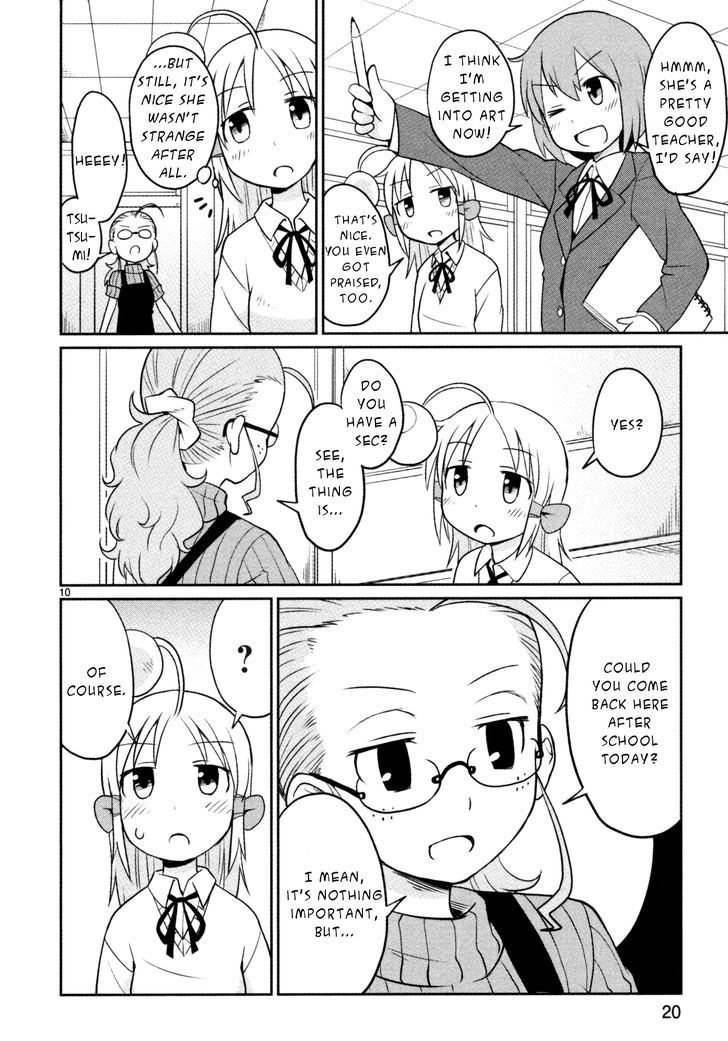 HMMM,
SHE'S A
PRETTY
GOOD
TEACHER,
I'D SAY!
I THINK
I'M
GETTING
INTO ART
NOW!
THAT'S
NICE.
YOU EVEN
GOT
PRAISED,
TOO.
...BUT
STILL, IT'S
NICE SHE
WASN'T
STRANGE
AFTER
ALL.
HEEEY!
TSU-
TSU-
MI!
YES?
DO
YOU
HAVE A
SEC?
SEE,
THE
THING
IS...
10
COULD
YOU COME
BACK HERE
AFTER
SCHOOL
TODAY?
I MEAN,
IT'S NOTHING
IMPORTANT,
BUT...
?
OF
COURSE.
20